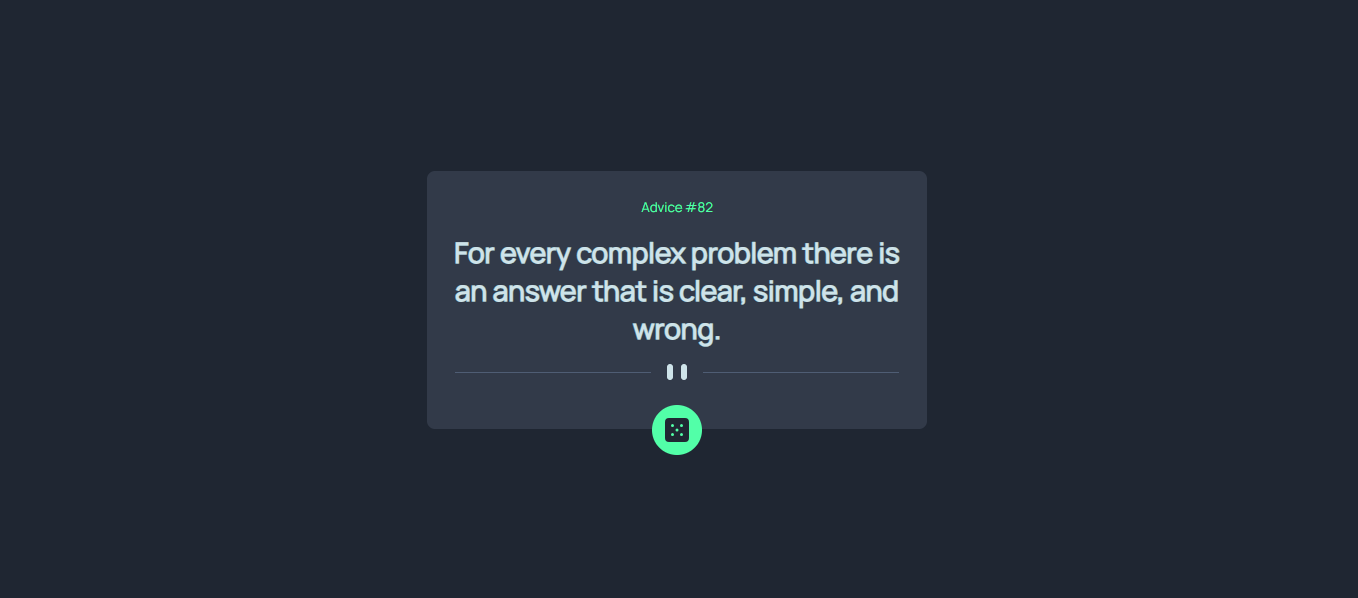 Advice #82
For every complex problem there is
an answer that is clear, simple, and
wrong.